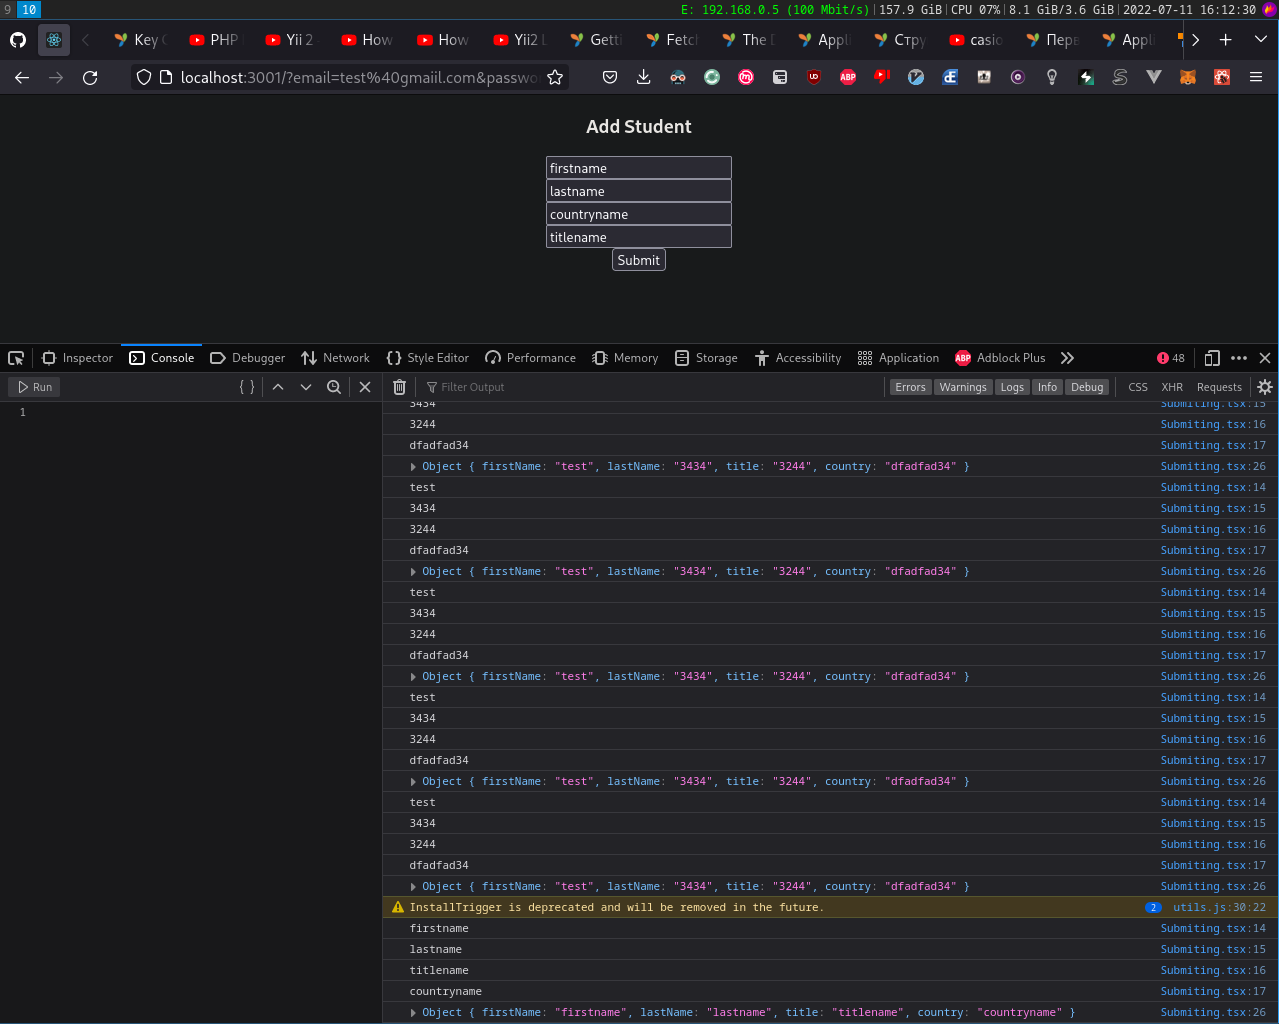 9 10 E: 192.168.0.5 (100 Mbit/s)|157.9 GiB|CPU 07%|8.1 GiB/3.6 GiB|2022-07-11 16:12:30
Key PHP Yii 2 How How Yii2 L Getti Fetch The D Appli Стру casio Перв Appli
localhost:3001/?email=test%40gmaiil.com&passwo
Add Student
firstname
lastname
countryname
titlename
Submit
Inspector Console Debugger Network Style Editor Performance Memory Storage Accessibility Application ABP Adblock Plus 48
Run { } Filter Output Errors Warnings Logs Info Debug CSS XHR Requests
1
3434 Submiting.tsx:15
3244 Submiting.tsx:16
dfadfad34 Submiting.tsx:17
Object { firstName: "test", lastName: "3434", title: "3244", country: "dfadfad34" } Submiting.tsx:26
test Submiting.tsx:14
3434 Submiting.tsx:15
3244 Submiting.tsx:16
dfadfad34 Submiting.tsx:17
Object { firstName: "test", lastName: "3434", title: "3244", country: "dfadfad34" } Submiting.tsx:26
test Submiting.tsx:14
3434 Submiting.tsx:15
3244 Submiting.tsx:16
dfadfad34 Submiting.tsx:17
Object { firstName: "test", lastName: "3434", title: "3244", country: "dfadfad34" } Submiting.tsx:26
test Submiting.tsx:14
3434 Submiting.tsx:15
3244 Submiting.tsx:16
dfadfad34 Submiting.tsx:17
Object { firstName: "test", lastName: "3434", title: "3244", country: "dfadfad34" } Submiting.tsx:26
test Submiting.tsx:14
3434 Submiting.tsx:15
3244 Submiting.tsx:16
dfadfad34 Submiting.tsx:17
Object { firstName: "test", lastName: "3434", title: "3244", country: "dfadfad34" } Submiting.tsx:26
InstallTrigger is deprecated and will be removed in the future. 2 utils.js:30:22
firstname Submiting.tsx:14
lastname Submiting.tsx:15
titlename Submiting.tsx:16
countryname Submiting.tsx:17
Object { firstName: "firstname", lastName: "lastname", title: "titlename", country: "countryname" } Submiting.tsx:26